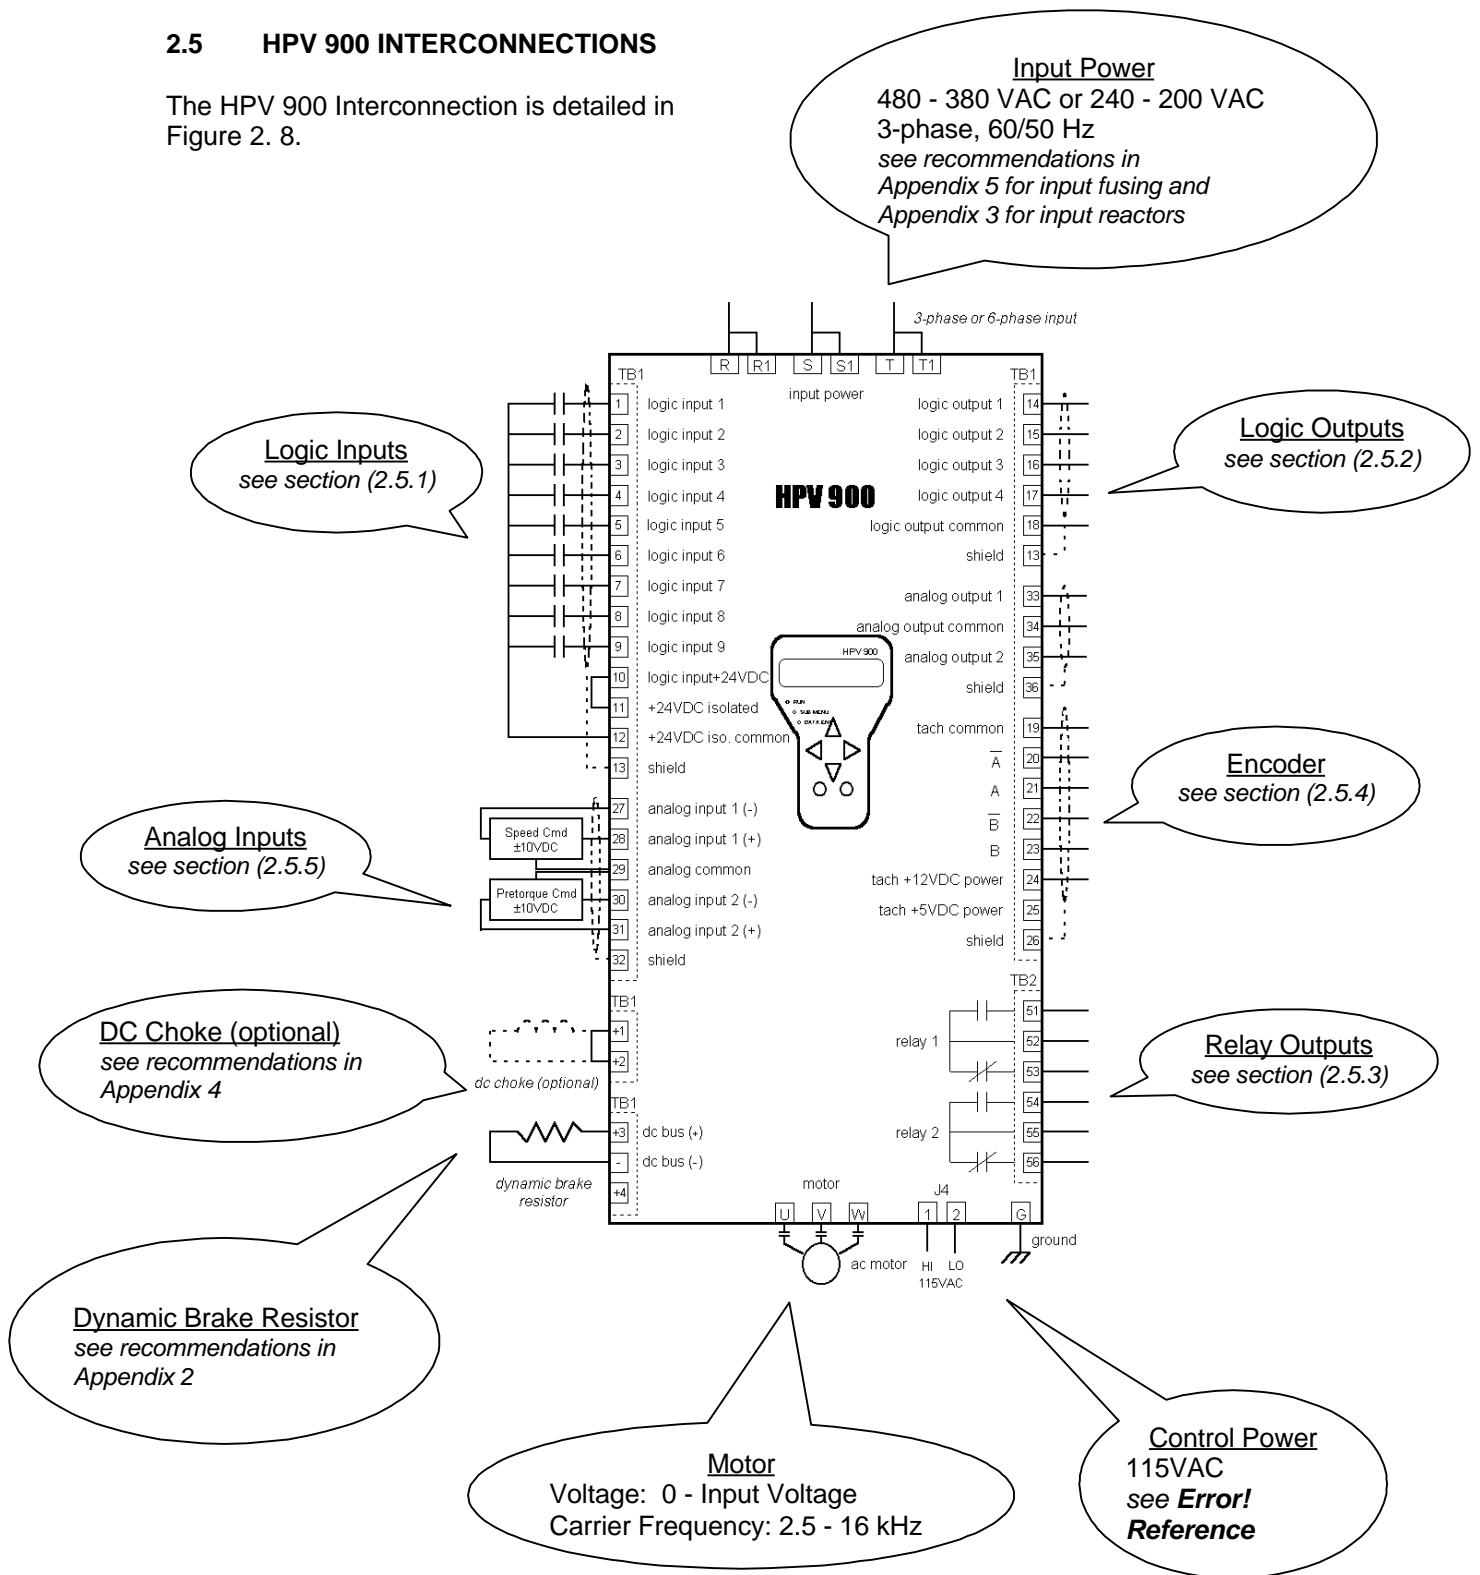 2.5 HPV 900 INTERCONNECTIONS
The HPV 900 Interconnection is detailed in
Figure 2. 8.
Input Power
480 - 380 VAC or 240 - 200 VAC
3-phase, 60/50 Hz
see recommendations in
Appendix 5 for input fusing and
Appendix 3 for input reactors
3-phase or 6-phase input
R R1 S S1 T T1
input power
TB1
1 logic input 1
2 logic input 2
3 logic input 3
4 logic input 4
5 logic input 5
6 logic input 6
7 logic input 7
8 logic input 8
9 logic input 9
10 logic input+24VDC
11 +24VDC isolated
12 +24VDC iso. common
13 shield
27 analog input 1 (-)
28 analog input 1 (+)
29 analog common
30 analog input 2 (-)
31 analog input 2 (+)
32 shield
Logic Inputs
see section (2.5.1)
Speed Cmd
±10VDC
Pretorque Cmd
±10VDC
Analog Inputs
see section (2.5.5)
TB1
+1
+2
dc choke (optional)
DC Choke (optional)
see recommendations in
Appendix 4
TB1
+3 dc bus (+)
- dc bus (-)
+4
dynamic brake
resistor
Dynamic Brake Resistor
see recommendations in
Appendix 2
HPV 900
HPV 900
RUN
SUB MENU
DATA ENT
TB1
logic output 1 14
logic output 2 15
logic output 3 16
logic output 4 17
logic output common 18
shield 13
analog output 1 33
analog output common 34
analog output 2 35
shield 36
tach common 19
A̅ 20
A 21
B̅ 22
B 23
tach +12VDC power 24
tach +5VDC power 25
shield 26
Logic Outputs
see section (2.5.2)
Encoder
see section (2.5.4)
TB2
51
relay 1 52
53
54
relay 2 55
56
Relay Outputs
see section (2.5.3)
motor
U V W
ac motor
J4
1 2
HI LO
115VAC
G
ground
Motor
Voltage: 0 - Input Voltage
Carrier Frequency: 2.5 - 16 kHz
Control Power
115VAC
see Error!
Reference